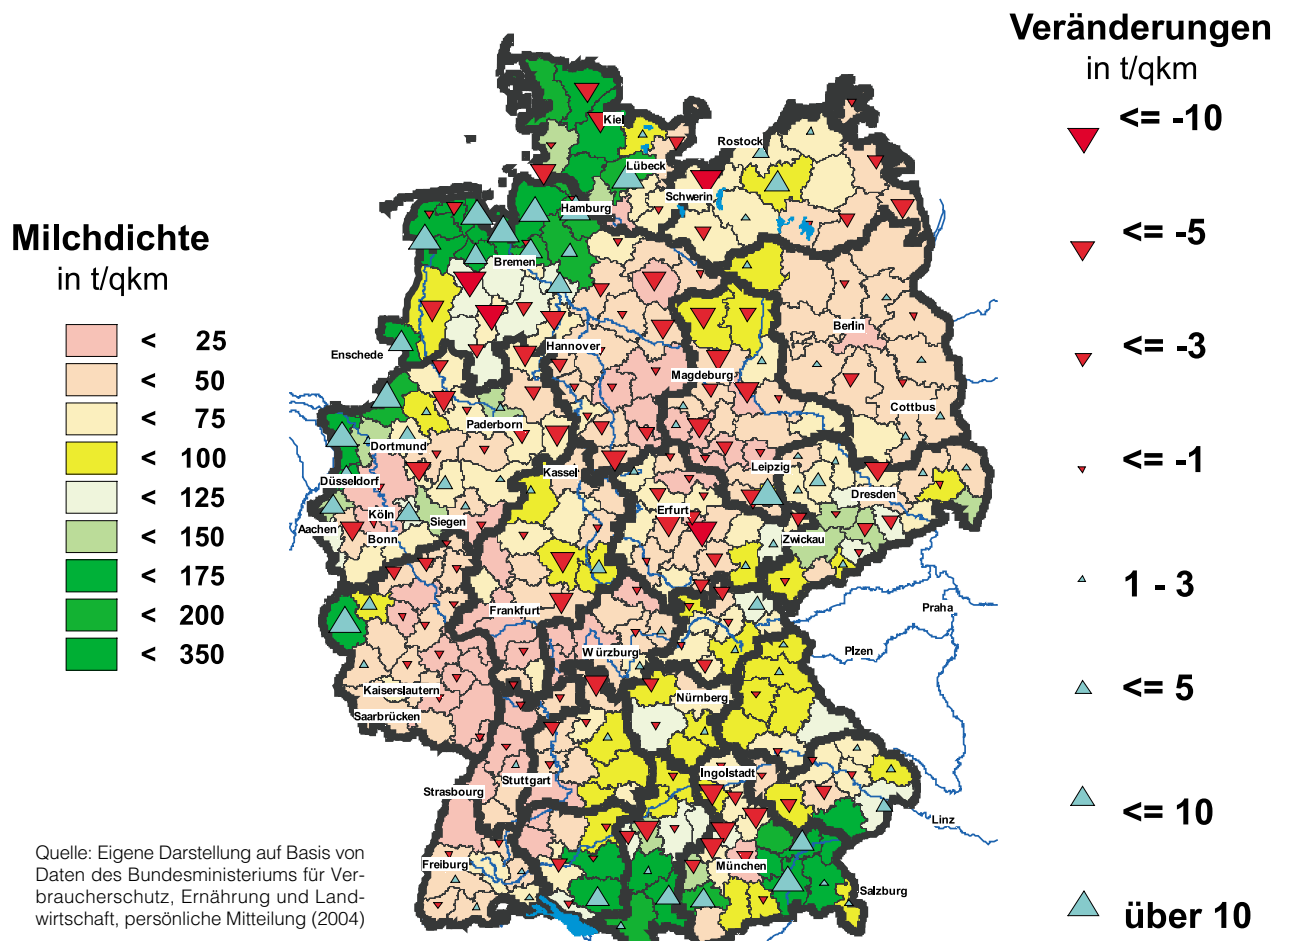 Milchdichte
in t/qkm
< 25
< 50
< 75
< 100
< 125
< 150
< 175
< 200
< 350
Kiel
Rostock
Lübeck
Schwerin
Hamburg
Bremen
Berlin
Enschede
Hannover
Magdeburg
Cottbus
Paderborn
Dortmund
Kassel
Leipzig
Düsseldorf
Dresden
Köln
Siegen
Erfurt
Aachen
Bonn
Zwickau
Frankfurt
Praha
Würzburg
Plzen
Kaiserslautern
Nürnberg
Saarbrücken
Stuttgart
Ingolstadt
Strasbourg
Linz
Freiburg
München
Salzburg
Veränderungen
in t/qkm
<= -10
<= -5
<= -3
<= -1
1 - 3
<= 5
<= 10
über 10
Quelle: Eigene Darstellung auf Basis von
Daten des Bundesministeriums für Ver-
braucherschutz, Ernährung und Land-
wirtschaft, persönliche Mitteilung (2004)